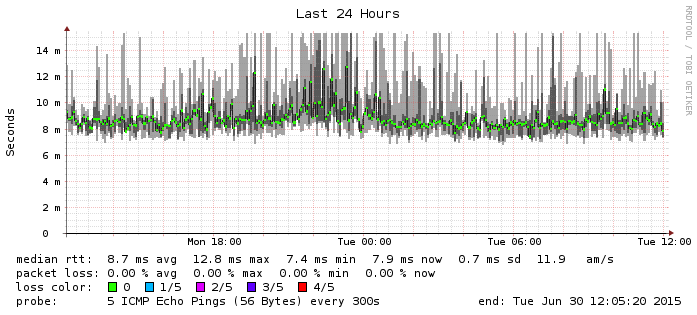 Last 24 Hours
RRDTOOL / TOBI OETIKER
Seconds
14 m
12 m
10 m
8 m
6 m
4 m
2 m
0
Mon 18:00 Tue 00:00 Tue 06:00 Tue 12:00
median rtt: 8.7 ms avg 12.8 ms max 7.4 ms min 7.9 ms now 0.7 ms sd 11.9 am/s
packet loss: 0.00 % avg 0.00 % max 0.00 % min 0.00 % now
loss color: 0 1/5 2/5 3/5 4/5
probe: 5 ICMP Echo Pings (56 Bytes) every 300s end: Tue Jun 30 12:05:20 2015